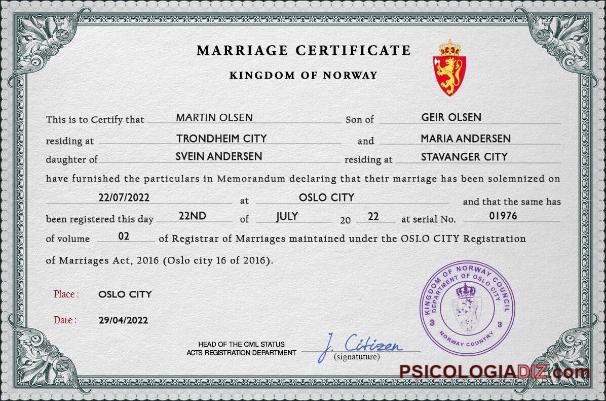 MARRIAGE CERTIFICATE
KINGDOM OF NORWAY
This is to Certify that MARTIN OLSEN Son of GEIR OLSEN
residing at TRONDHEIM CITY and MARIA ANDERSEN
daughter of SVEIN ANDERSEN residing at STAVANGER CITY
have furnished the particulars in Memorandum declaring that their marriage has been solemnized on
22/07/2022 at OSLO CITY and that the same has
been registered this day 22ND of JULY 20 22 at serial No. 01976
of volume 02 of Registrar of Marriages maintained under the OSLO CITY Registration
of Marriages Act, 2016 (Oslo city 16 of 2016).
Place : OSLO CITY
Date : 29/04/2022
HEAD OF THE CIVIL STATUS
ACTS REGISTRATION DEPARTMENT
J. Citizen
(signatuture)
KINGDOM OF NORWAY COUNCIL
DEPARTMENT OF OSLO CITY
3 3
NORWAY COUNTRY
PSICOLOGIADIZ.com